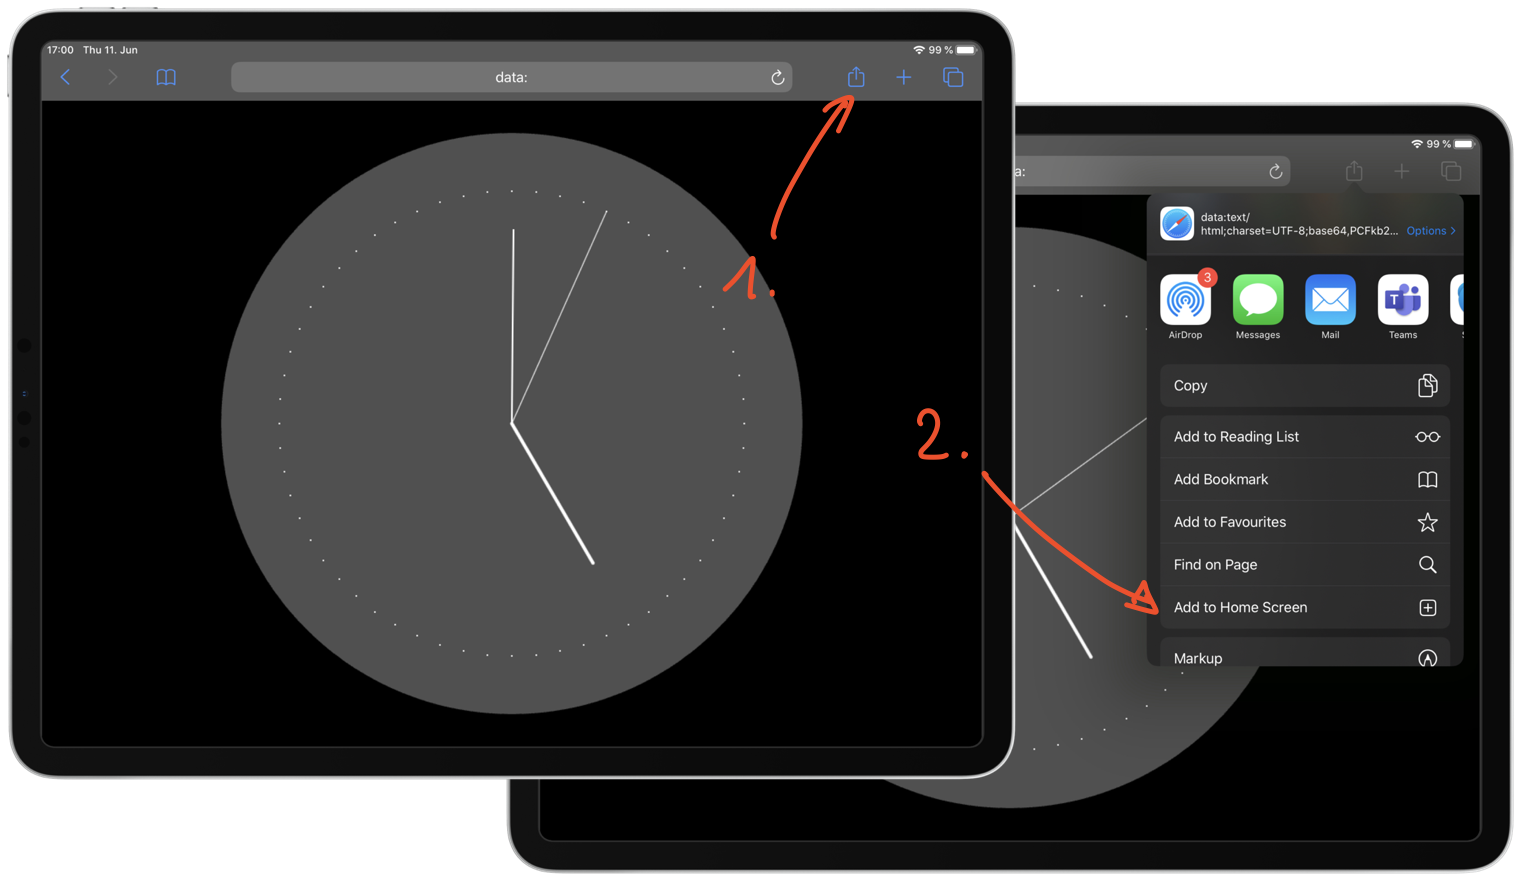 17:00 Thu 11. Jun
99 %
data:
1.
99 %
a:
data:text/
html;charset=UTF-8;base64,PCFkb2... Options
3
T
AirDrop Messages Mail Teams
Copy
Add to Reading List
Add Bookmark
Add to Favourites
2.
Find on Page
Add to Home Screen
Markup